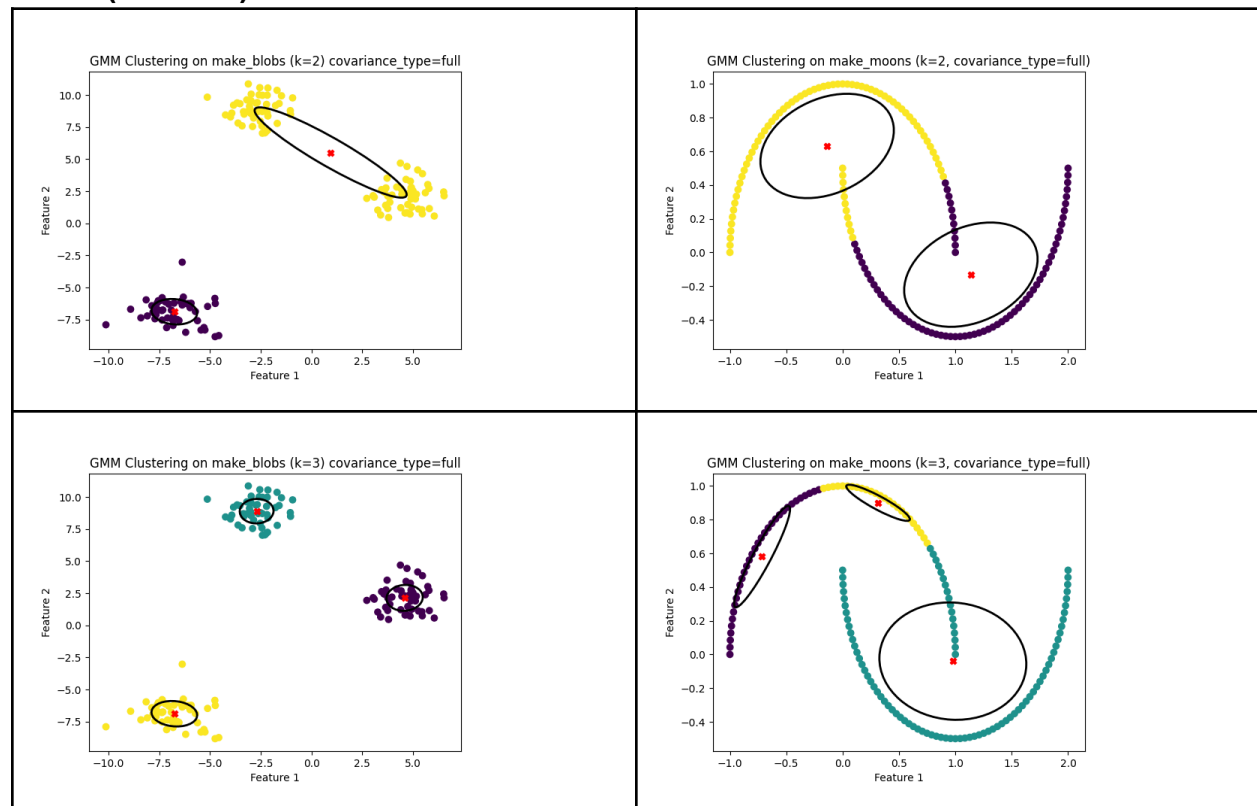 GMM Clustering on make_blobs (k=2) covariance_type=full
10.0
7.5
5.0
2.5
0.0
−2.5
−5.0
−7.5
Feature 2
−10.0 −7.5 −5.0 −2.5 0.0 2.5 5.0
Feature 1
GMM Clustering on make_moons (k=2, covariance_type=full)
1.0
0.8
0.6
0.4
0.2
0.0
−0.2
−0.4
Feature 2
−1.0 −0.5 0.0 0.5 1.0 1.5 2.0
Feature 1
GMM Clustering on make_blobs (k=3) covariance_type=full
10.0
7.5
5.0
2.5
0.0
−2.5
−5.0
−7.5
Feature 2
−10.0 −7.5 −5.0 −2.5 0.0 2.5 5.0
Feature 1
GMM Clustering on make_moons (k=3, covariance_type=full)
1.0
0.8
0.6
0.4
0.2
0.0
−0.2
−0.4
Feature 2
−1.0 −0.5 0.0 0.5 1.0 1.5 2.0
Feature 1